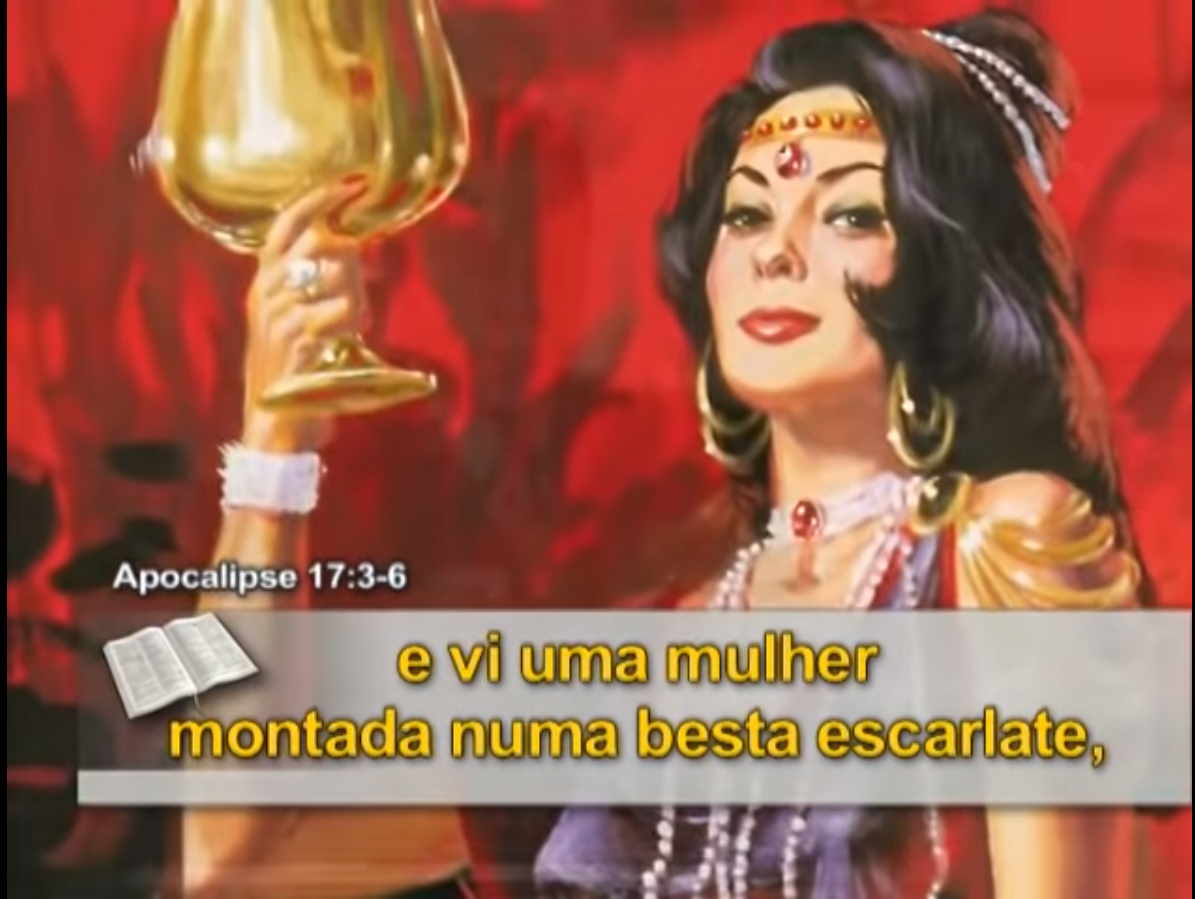 Apocalipse 17:3-6
e vi uma mulher
montada numa besta escarlate,